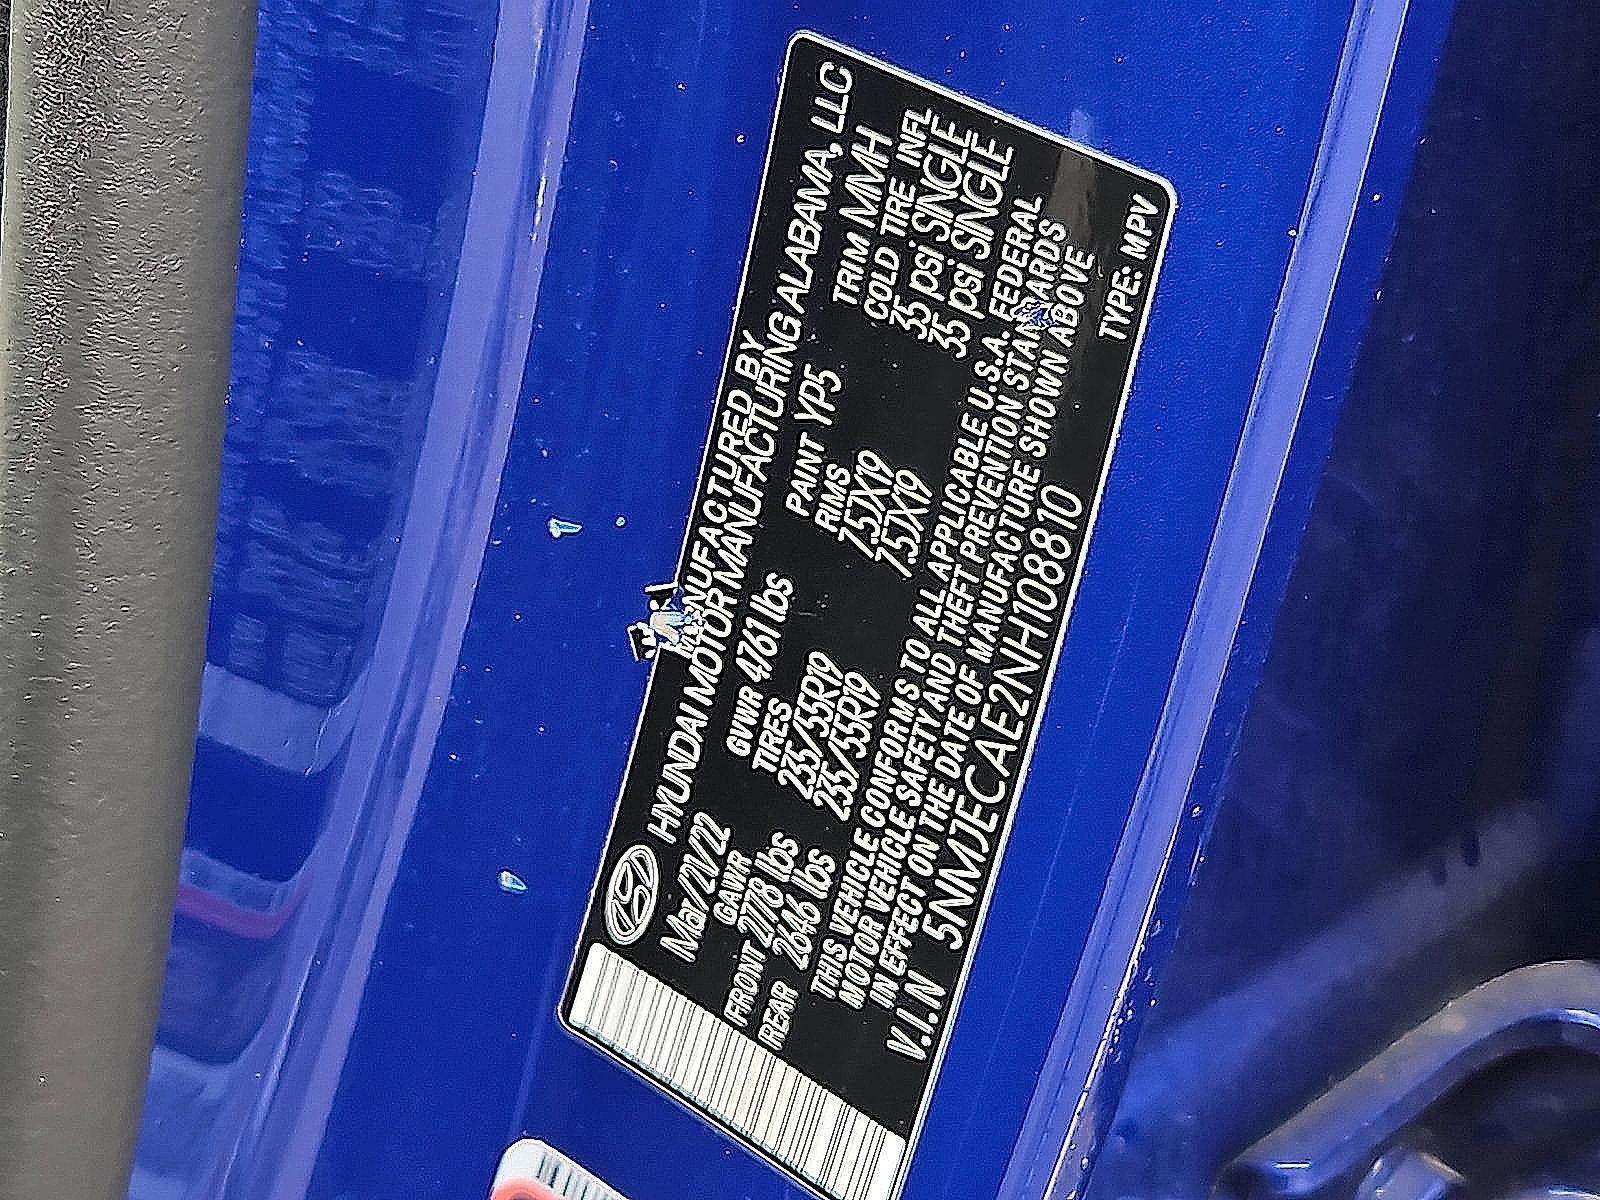 MANUFACTURED BY
HYUNDAI MOTOR MANUFACTURING ALABAMA, LLC
Mar/21/22 GVWR 4761 lbs PAINT YP5 TRIM MMH
GAWR TIRES RIMS COLD TIRE INFL
FRONT 2778 lbs 235/55R19 7.5JX19 35 psi SINGLE
REAR 2646 lbs 235/55R19 7.5JX19 35 psi SINGLE
THIS VEHICLE CONFORMS TO ALL APPLICABLE U.S.A. FEDERAL
MOTOR VEHICLE SAFETY AND THEFT PREVENTION STANDARDS
IN EFFECT ON THE DATE OF MANUFACTURE SHOWN ABOVE
V.I.N 5NMJECAE2NH108810 TYPE: MPV